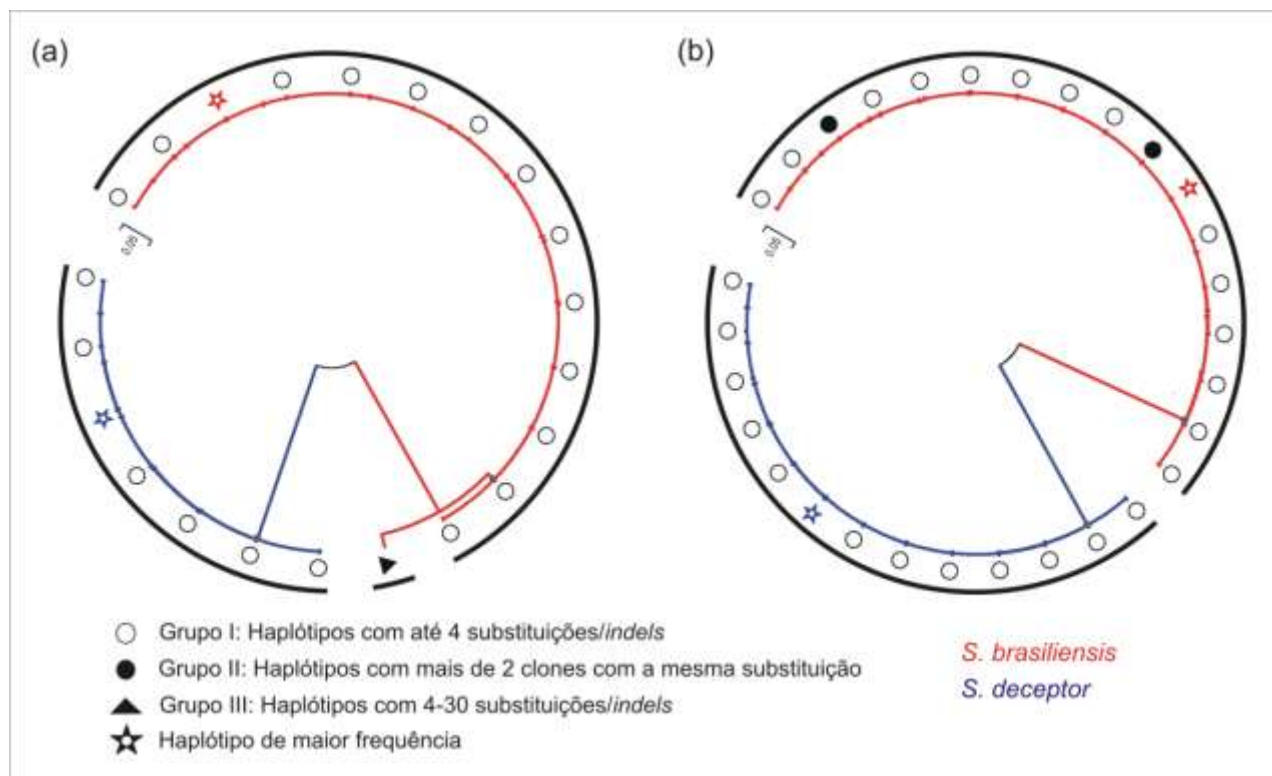 (a)
(b)
0.05
0.05
Grupo I: Haplótipos com até 4 substituições/indels
Grupo II: Haplótipos com mais de 2 clones com a mesma substituição
Grupo III: Haplótipos com 4-30 substituições/indels
Haplótipo de maior frequência
S. brasiliensis
S. deceptor